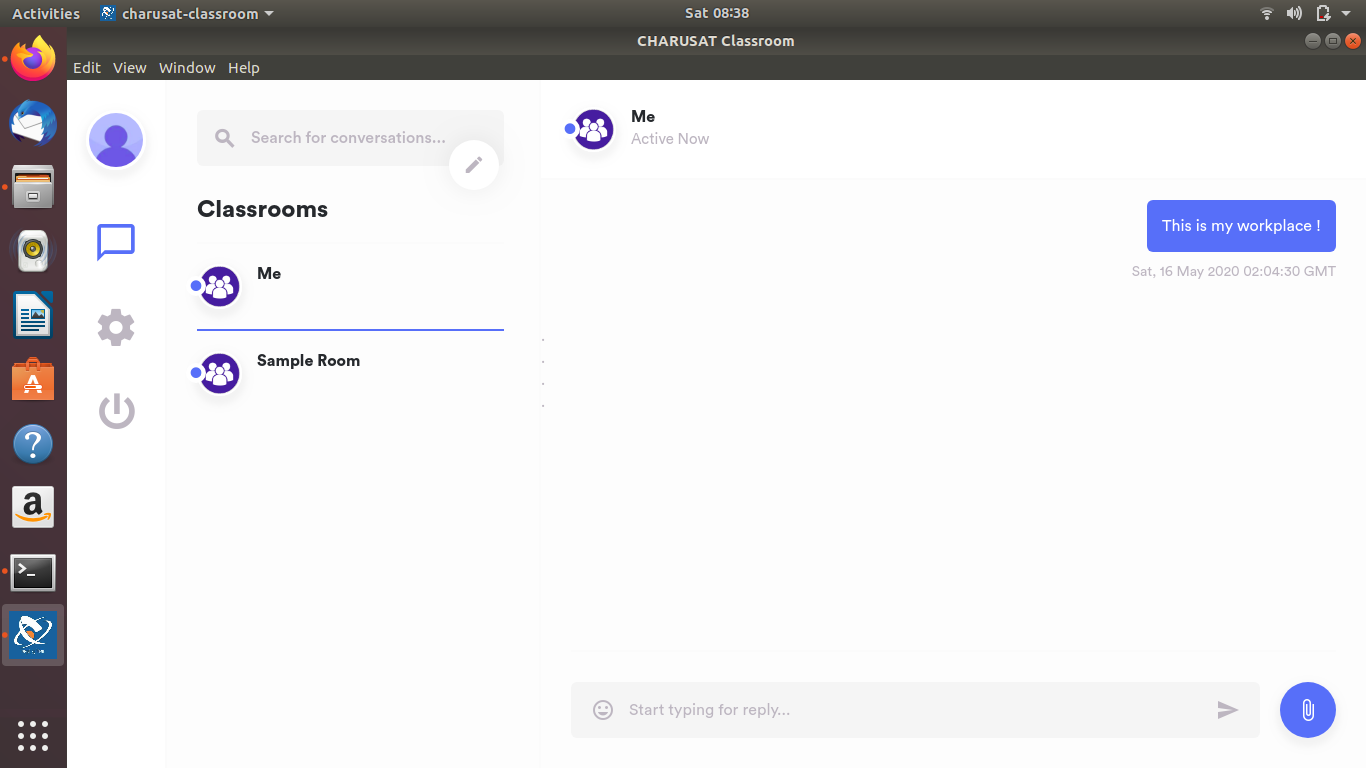 Activities
charusat-classroom
Sat 08:38
CHARUSAT Classroom
Edit View Window Help
Search for conversations...
Classrooms
Me
Sample Room
Me
Active Now
This is my workplace !
Sat, 16 May 2020 02:04:30 GMT
Start typing for reply...